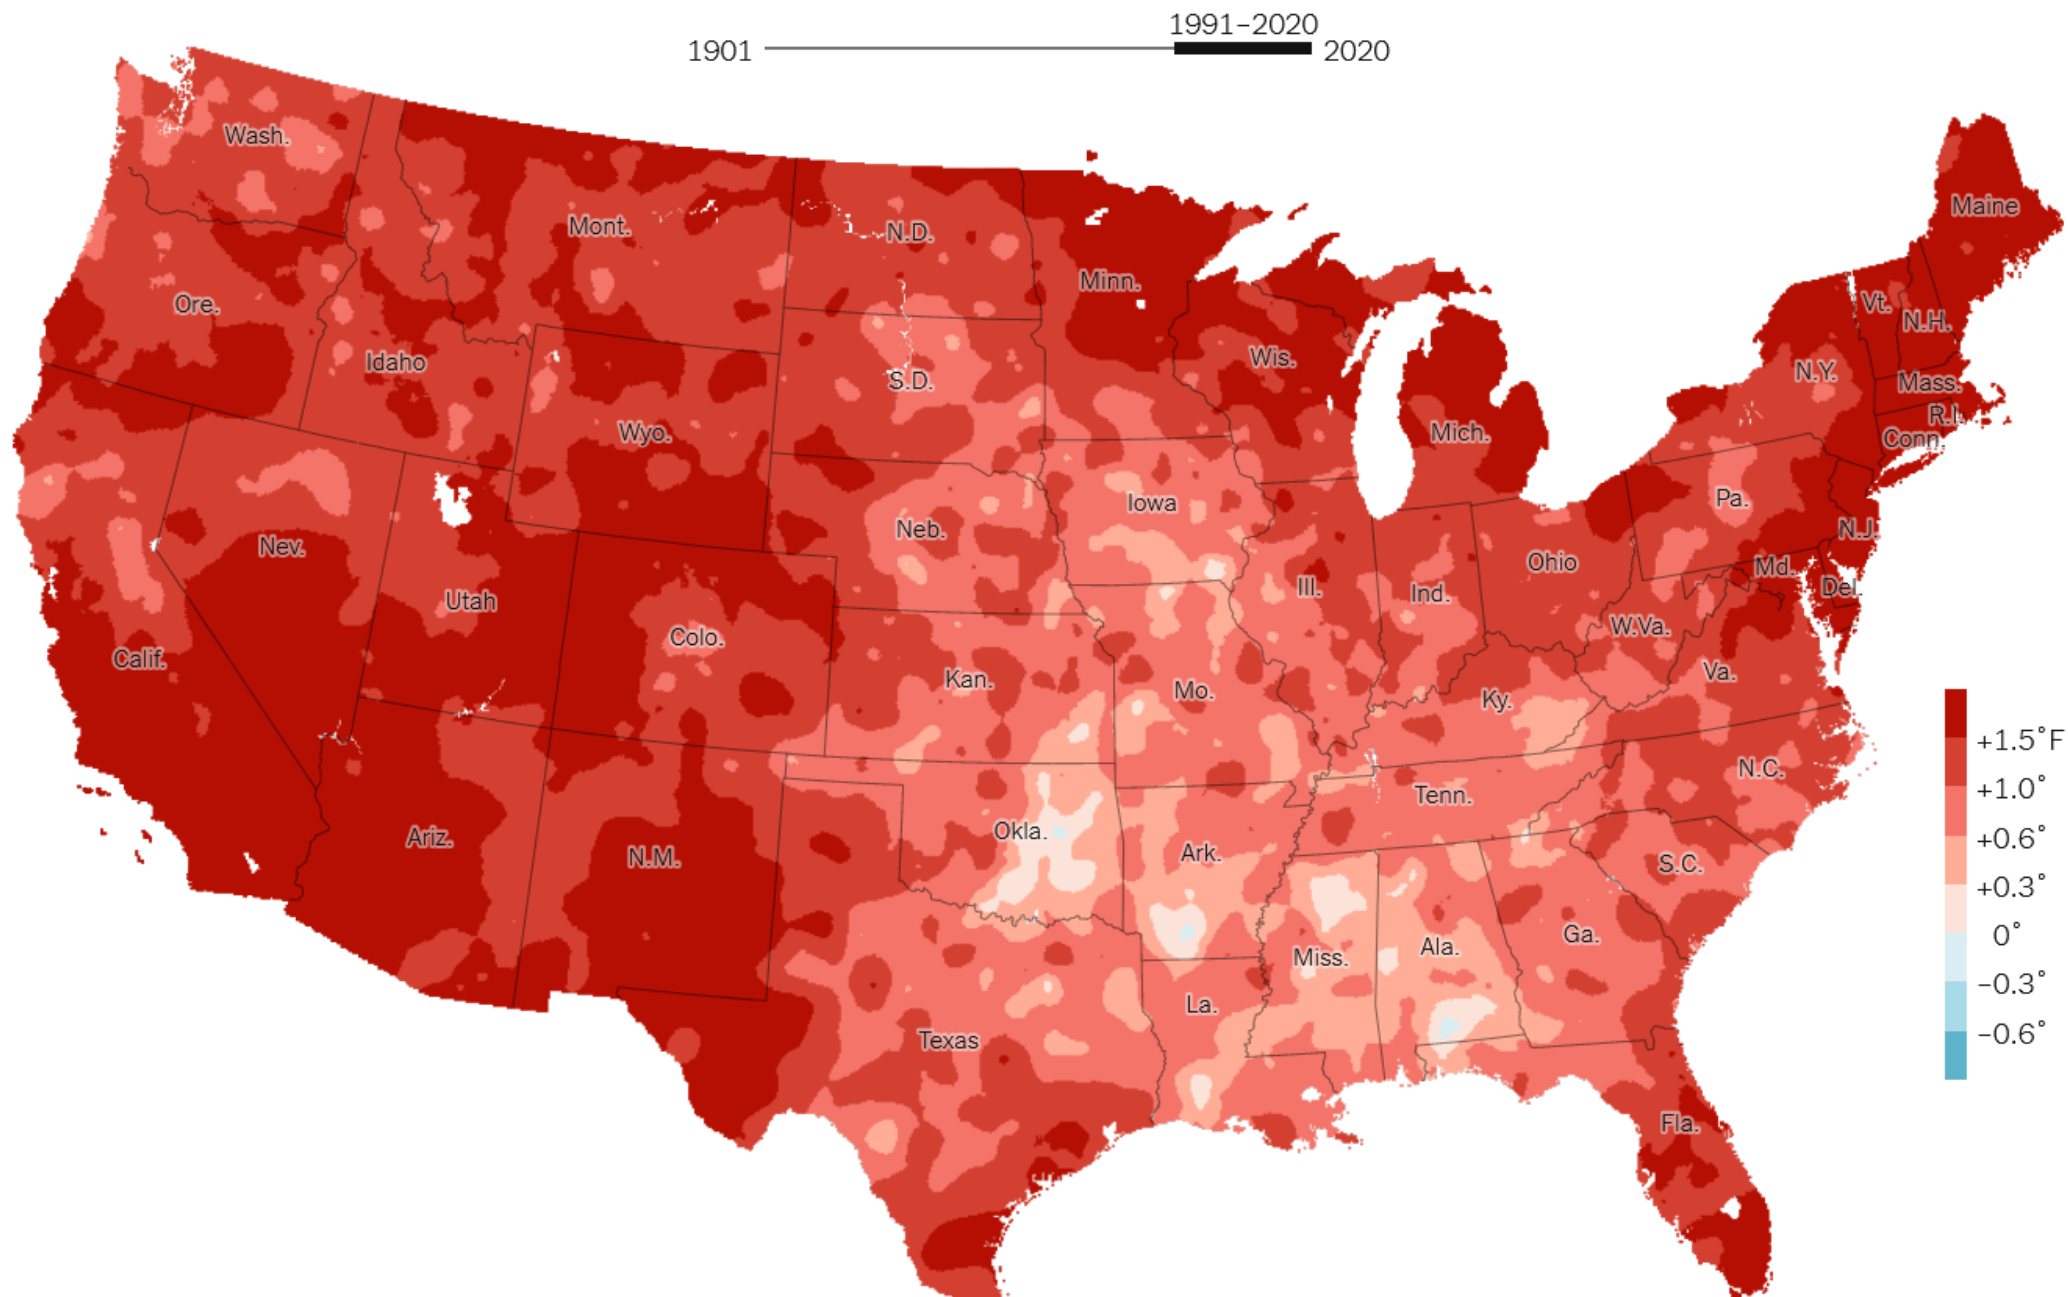 1991–2020
1901
2020
Wash.
Mont.
N.D.
Minn.
Maine
Ore.
Idaho
Wyo.
S.D.
Wis.
Mich.
Vt.
N.H.
N.Y.
Mass.
R.I.
Conn.
Nev.
Utah
Colo.
Neb.
Iowa
Ill.
Ind.
Ohio
Pa.
N.J.
Md.
Del.
W.Va.
Va.
Calif.
Kan.
Mo.
Ky.
Ariz.
N.M.
Okla.
Ark.
Tenn.
N.C.
S.C.
Texas
La.
Miss.
Ala.
Ga.
Fla.
+1.5˚F
+1.0˚
+0.6˚
+0.3˚
0˚
−0.3˚
−0.6˚